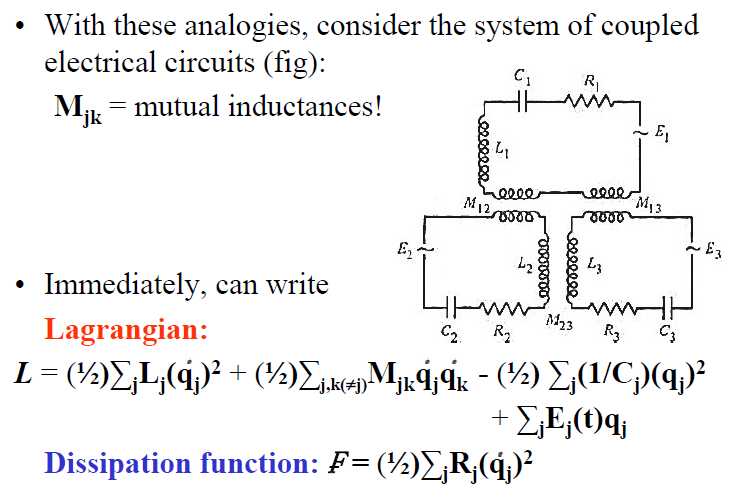 • With these analogies, consider the system of coupled
electrical circuits (fig):
Mjk = mutual inductances!
C1
R1
E1
L1
M12
M13
E2
L2
L3
E3
C2
R2
M23
R3
C3
• Immediately, can write
Lagrangian:
L = (½)∑jLj(q̇j)² + (½)∑j,k(≠j)Mjkq̇jq̇k - (½) ∑j(1/Cj)(qj)²
+ ∑jEj(t)qj
Dissipation function: F = (½)∑jRj(q̇j)²